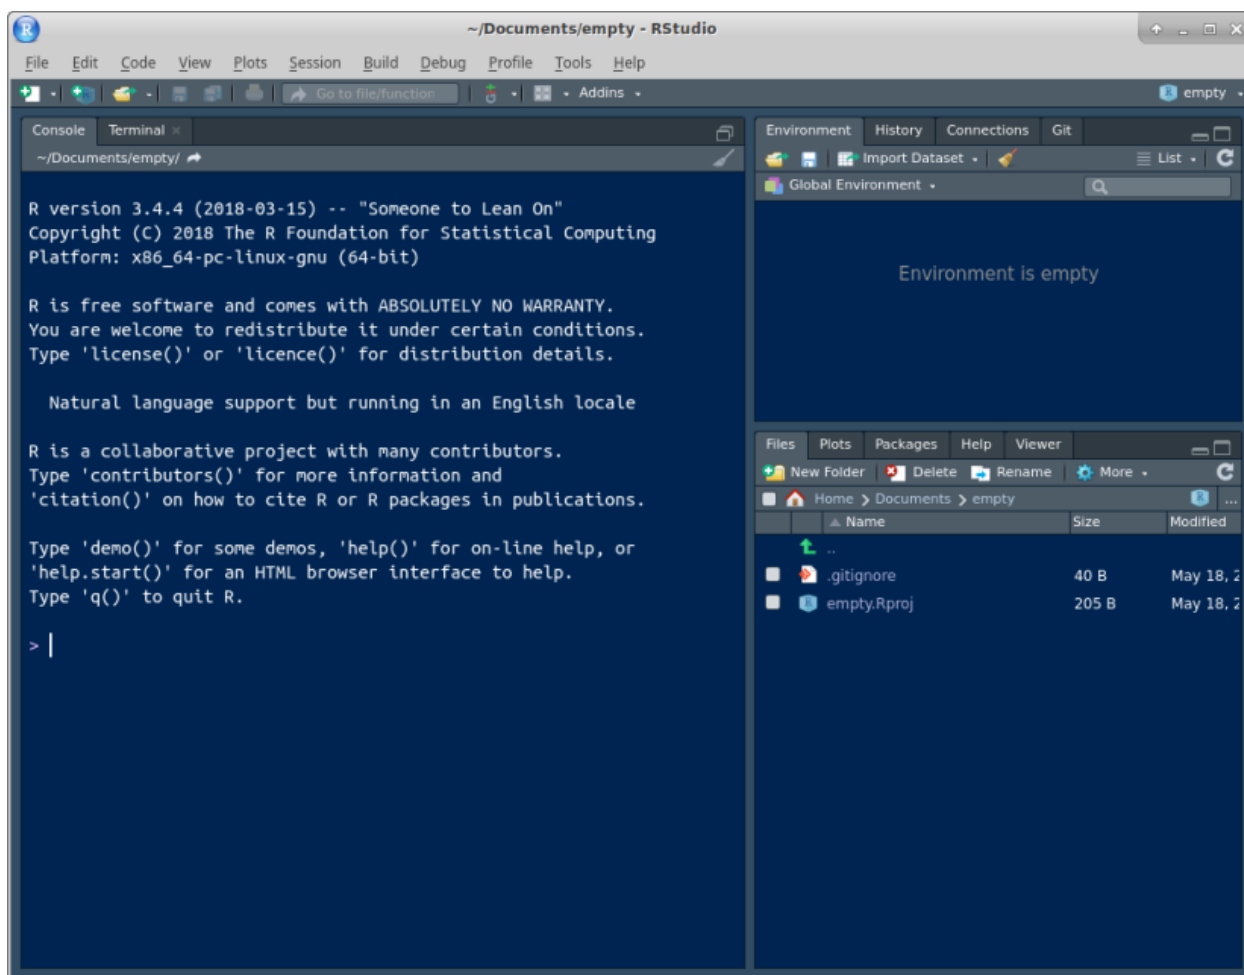 ~/Documents/empty - RStudio
File Edit Code View Plots Session Build Debug Profile Tools Help
Go to file/function Addins empty
Console Terminal
~/Documents/empty/
R version 3.4.4 (2018-03-15) -- "Someone to Lean On"
Copyright (C) 2018 The R Foundation for Statistical Computing
Platform: x86_64-pc-linux-gnu (64-bit)
R is free software and comes with ABSOLUTELY NO WARRANTY.
You are welcome to redistribute it under certain conditions.
Type 'license()' or 'licence()' for distribution details.
Natural language support but running in an English locale
R is a collaborative project with many contributors.
Type 'contributors()' for more information and
'citation()' on how to cite R or R packages in publications.
Type 'demo()' for some demos, 'help()' for on-line help, or
'help.start()' for an HTML browser interface to help.
Type 'q()' to quit R.
>
Environment History Connections Git
Import Dataset List
Global Environment
Environment is empty
Files Plots Packages Help Viewer
New Folder Delete Rename More
Home Documents empty ...
Name Size Modified
..
.gitignore 40 B May 18, 2
empty.Rproj 205 B May 18, 2